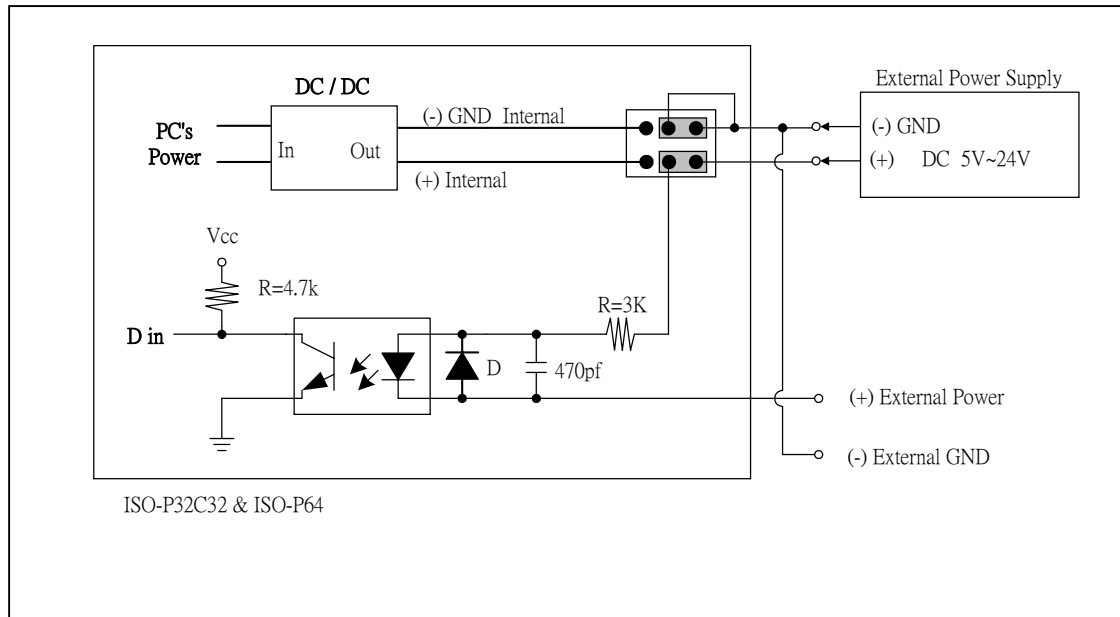 DC / DC
External Power Supply
PC's
Power
In
Out
(-) GND Internal
(+) Internal
(-) GND
(+) DC 5V~24V
Vcc
R=4.7k
R=3K
D in
D
470pf
(+) External Power
(-) External GND
ISO-P32C32 & ISO-P64